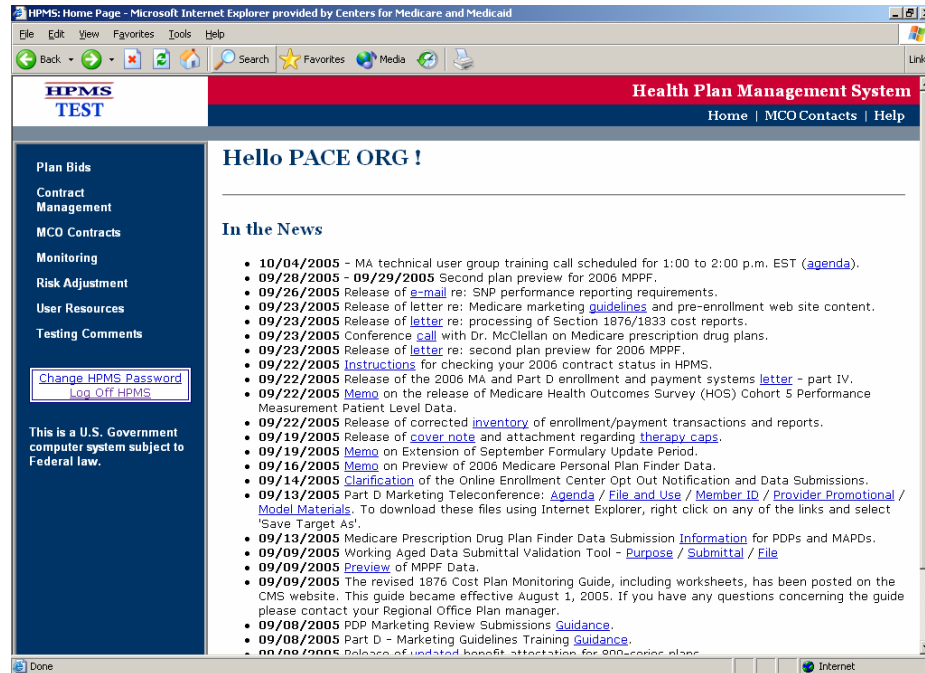 HPMS: Home Page - Microsoft Internet Explorer provided by Centers for Medicare and Medicaid
File Edit View Favorites Tools Help
Back Search Favorites Media Link
HPMS
TEST
Health Plan Management System
Home | MCO Contacts | Help
Plan Bids
Contract
Management
MCO Contracts
Monitoring
Risk Adjustment
User Resources
Testing Comments
Change HPMS Password
Log Off HPMS
This is a U.S. Government
computer system subject to
Federal law.
Hello PACE ORG !
In the News
• 10/04/2005 - MA technical user group training call scheduled for 1:00 to 2:00 p.m. EST (agenda).
• 09/28/2005 - 09/29/2005 Second plan preview for 2006 MPPF.
• 09/26/2005 Release of e-mail re: SNP performance reporting requirements.
• 09/23/2005 Release of letter re: Medicare marketing guidelines and pre-enrollment web site content.
• 09/23/2005 Release of letter re: processing of Section 1876/1833 cost reports.
• 09/23/2005 Conference call with Dr. McClellan on Medicare prescription drug plans.
• 09/23/2005 Release of letter re: second plan preview for 2006 MPPF.
• 09/22/2005 Instructions for checking your 2006 contract status in HPMS.
• 09/22/2005 Release of the 2006 MA and Part D enrollment and payment systems letter - part IV.
• 09/22/2005 Memo on the release of Medicare Health Outcomes Survey (HOS) Cohort 5 Performance
Measurement Patient Level Data.
• 09/22/2005 Release of corrected inventory of enrollment/payment transactions and reports.
• 09/19/2005 Release of cover note and attachment regarding therapy caps.
• 09/19/2005 Memo on Extension of September Formulary Update Period.
• 09/16/2005 Memo on Preview of 2006 Medicare Personal Plan Finder Data.
• 09/14/2005 Clarification of the Online Enrollment Center Opt Out Notification and Data Submissions.
• 09/13/2005 Part D Marketing Teleconference: Agenda / File and Use / Member ID / Provider Promotional /
Model Materials. To download these files using Internet Explorer, right click on any of the links and select
'Save Target As'.
• 09/13/2005 Medicare Prescription Drug Plan Finder Data Submission Information for PDPs and MAPDs.
• 09/09/2005 Working Aged Data Submittal Validation Tool - Purpose / Submittal / File
• 09/09/2005 Preview of MPPF Data.
• 09/09/2005 The revised 1876 Cost Plan Monitoring Guide, including worksheets, has been posted on the
CMS website. This guide became effective August 1, 2005. If you have any questions concerning the guide
please contact your Regional Office Plan manager.
• 09/08/2005 PDP Marketing Review Submissions Guidance.
• 09/08/2005 Part D - Marketing Guidelines Training Guidance.
• 09/08/2005 Release of updated benefit attestation for 800-series plans.
Done Internet